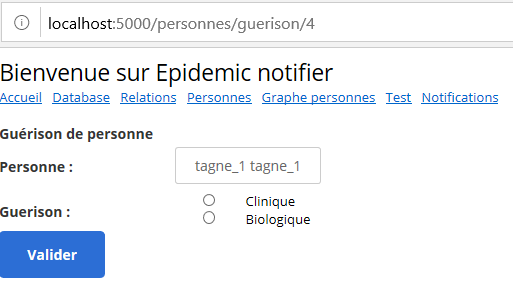 localhost:5000/personnes/guerison/4
Bienvenue sur Epidemic notifier
Accueil Database Relations Personnes Graphe personnes Test Notifications
Guérison de personne
Personne : tagne_1 tagne_1
Guerison : Clinique
Biologique
Valider